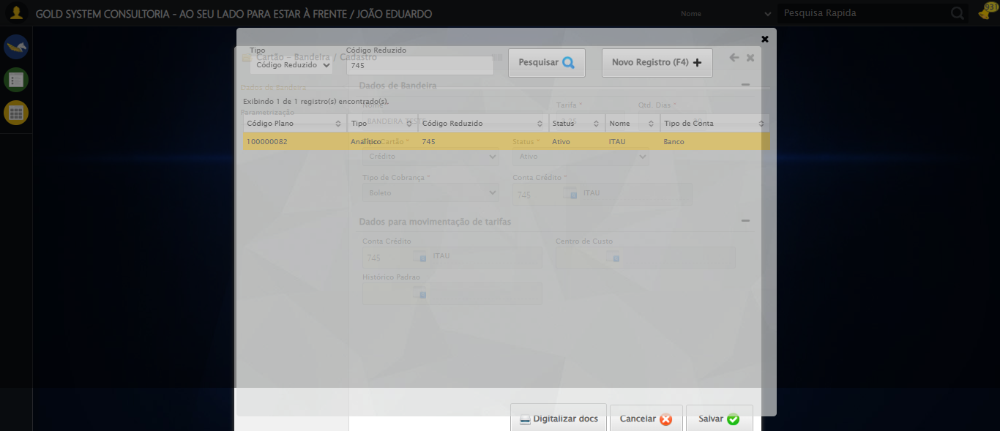 GOLD SYSTEM CONSULTORIA - AO SEU LADO PARA ESTAR À FRENTE / JOÃO EDUARDO
Nome
Pesquisa Rapida
931
Tipo
Código Reduzido
Cartão - Bandeira / Cadastro
Código Reduzido
745
Pesquisar
Novo Registro (F4)
Dados de Bandeira
Dados de Bandeira
Exibindo 1 de 1 registro(s) encontrado(s).
Nome
Tarifa *
Qtd. Dias *
Parametrização
BANDEIRA TESTE
Código Plano Tipo Código Reduzido Status Nome Tipo de Conta
100000082 Analítico 745 Ativo ITAU Banco
Cartão *
Status *
Crédito
Ativo
Tipo de Cobrança *
Conta Crédito *
Boleto
745 ITAU
Dados para movimentação de tarifas
Conta Crédito
Centro de Custo
745 ITAU
Histórico Padrao
Digitalizar docs
Cancelar
Salvar